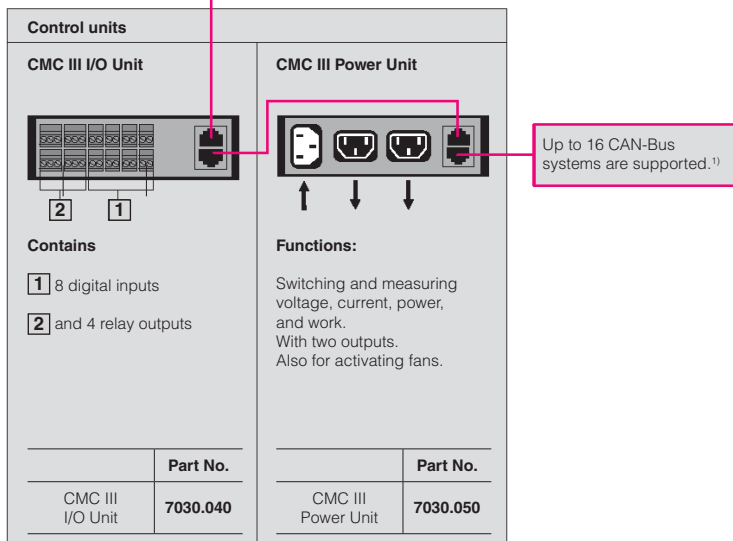 Control units
CMC III I/O Unit
2
1
Contains
1 8 digital inputs
2 and 4 relay outputs
Part No.
CMC III
I/O Unit
7030.040
CMC III Power Unit
Functions:
Switching and measuring
voltage, current, power,
and work.
With two outputs.
Also for activating fans.
Part No.
CMC III
Power Unit
7030.050
Up to 16 CAN-Bus
systems are supported.1)